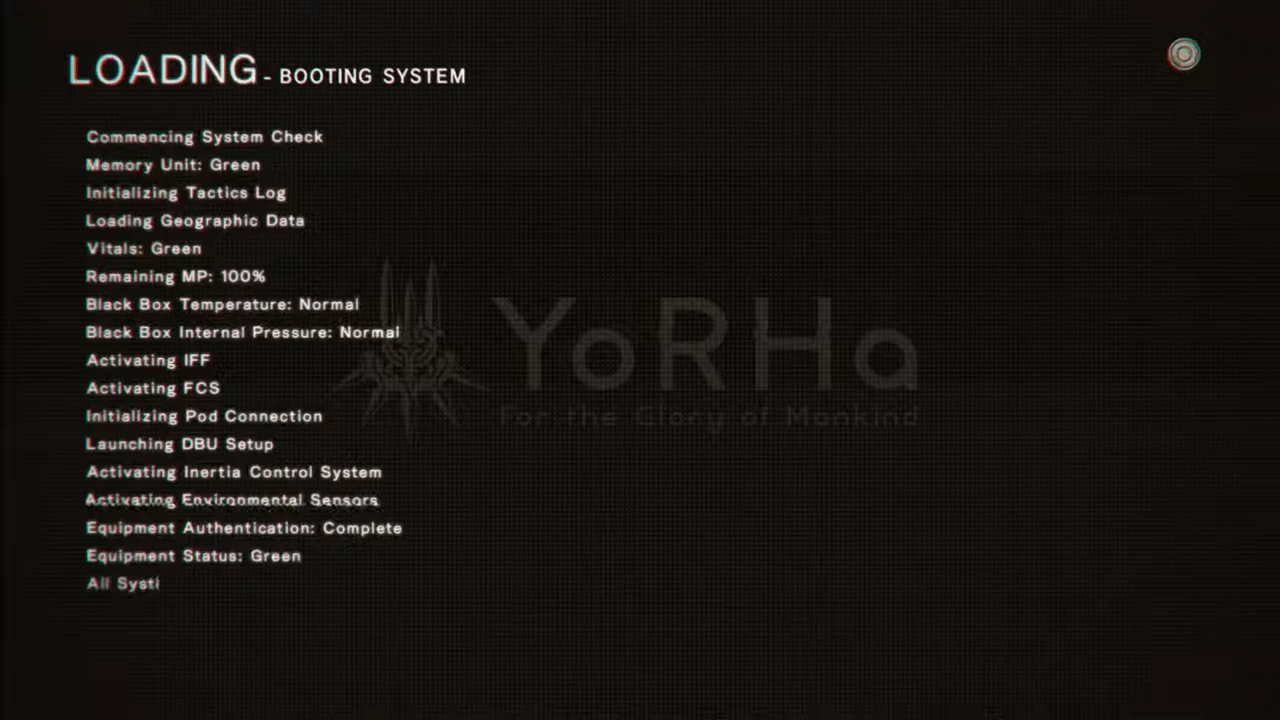 LOADING - BOOTING SYSTEM
Commencing System Check
Memory Unit: Green
Initializing Tactics Log
Loading Geographic Data
Vitals: Green
Remaining MP: 100%
Black Box Temperature: Normal
Black Box Internal Pressure: Normal
Activating IFF
Activating FCS
Initializing Pod Connection
Launching DBU Setup
Activating Inertia Control System
Activating Environmental Sensors
Equipment Authentication: Complete
Equipment Status: Green
All Syst
YoRHa
For the Glory of Mankind